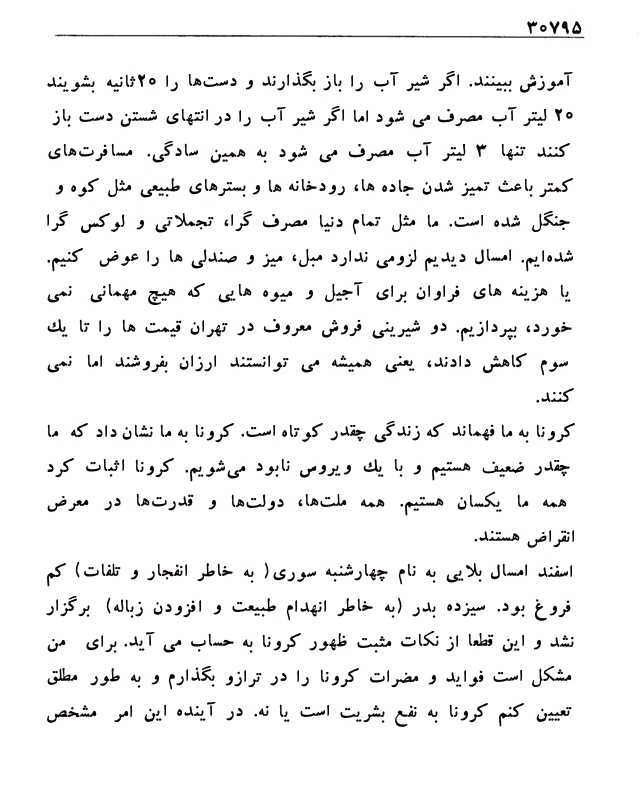 ۳۰۷۹۵
آموزش ببینند. اگر شیر آب را باز بگذارند و دست‌ها را ۲۰ثانیه بشویند
۲۰ لیتر آب مصرف می شود اما اگر شیر آب را در انتهای شستن دست باز
کنند تنها ۳ لیتر آب مصرف می شود به همین سادگی. مسافرت‌های
کمتر باعث تمیز شدن جاده ها، رودخانه ها و بسترهای طبیعی مثل کوه و
جنگل شده است. ما مثل تمام دنیا مصرف گرا، تجملاتی و لوکس گرا
شده‌ایم. امسال دیدیم لزومی ندارد مبل، میز و صندلی ها را عوض کنیم.
یا هزینه های فراوان برای آجیل و میوه هایی که هیچ مهمانی نمی
خورد، بپردازیم. دو شیرینی فروش معروف در تهران قیمت ها را تا یك
سوم کاهش دادند، یعنی همیشه می توانستند ارزان بفروشند اما نمی
کنند.
کرونا به ما فهماند که زندگی چقدر کوتاه است. کرونا به ما نشان داد که ما
چقدر ضعیف هستیم و با یك ویروس نابود می‌شویم. کرونا اثبات کرد
همه ما یکسان هستیم. همه ملت‌ها، دولت‌ها و قدرت‌ها در معرض
انقراض هستند.
اسفند امسال بلایی به نام چهارشنبه سوری( به خاطر انفجار و تلفات) کم
فروغ بود. سیزده بدر (به خاطر انهدام طبیعت و افزودن زباله) برگزار
نشد و این قطعا از نکات مثبت ظهور کرونا به حساب می آید. برای من
مشکل است فواید و مضرات کرونا را در ترازو بگذارم و به طور مطلق
تعیین کنم کرونا به نفع بشریت است یا نه. در آینده این امر مشخص